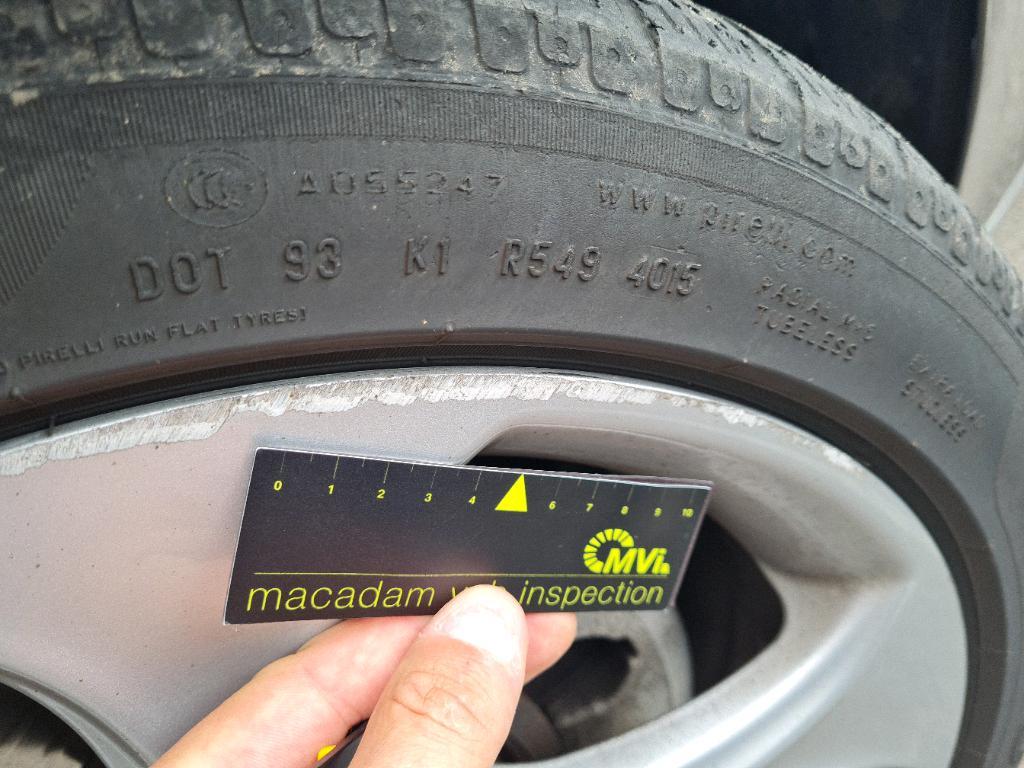 A055247
www.pirelli.com
DOT 93 K1 R549 4015
RADIAL M+S
TUBELESS
PIRELLI RUN FLAT TYRES!
STUDLESS
0 1 2 3 4 6 7 8 9 10
MVi
macadam inspection